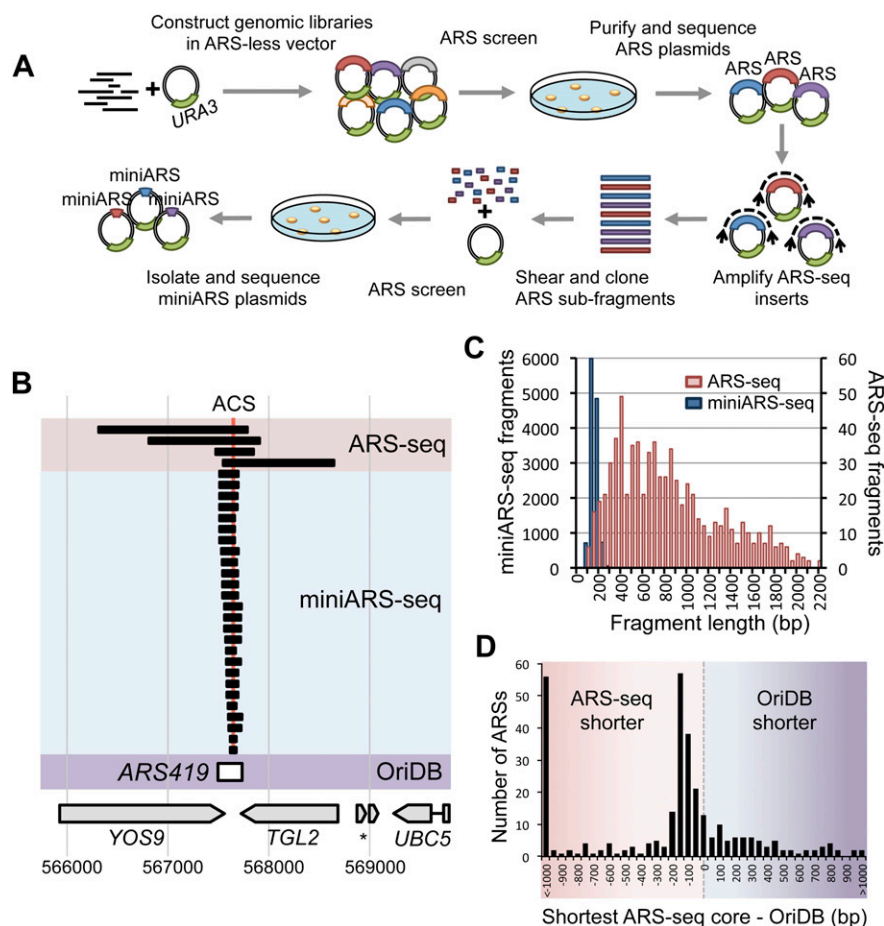 A
Construct genomic libraries
in ARS-less vector
ARS screen
Purify and sequence
ARS plasmids
+
URA3
ARS
ARS
ARS
miniARS
miniARS
miniARS
+
Isolate and sequence
miniARS plasmids
ARS screen
Shear and clone
ARS sub-fragments
Amplify ARS-seq
inserts
B
ACS
ARS-seq
miniARS-seq
ARS419
OriDB
YOS9
TGL2
*
UBC5
566000
567000
568000
569000
C
miniARS-seq fragments
6000
5000
4000
3000
2000
1000
0
ARS-seq
miniARS-seq
60
50
40
30
20
10
0
ARS-seq fragments
0
200
400
600
800
1000
1200
1400
1600
1800
2000
2200
Fragment length (bp)
D
Number of ARSs
60
50
40
30
20
10
0
ARS-seq
shorter
OriDB
shorter
<-1000
-900
-800
-700
-600
-500
-400
-300
-200
-100
0
100
200
300
400
500
600
700
800
900
>1000
Shortest ARS-seq core - OriDB (bp)